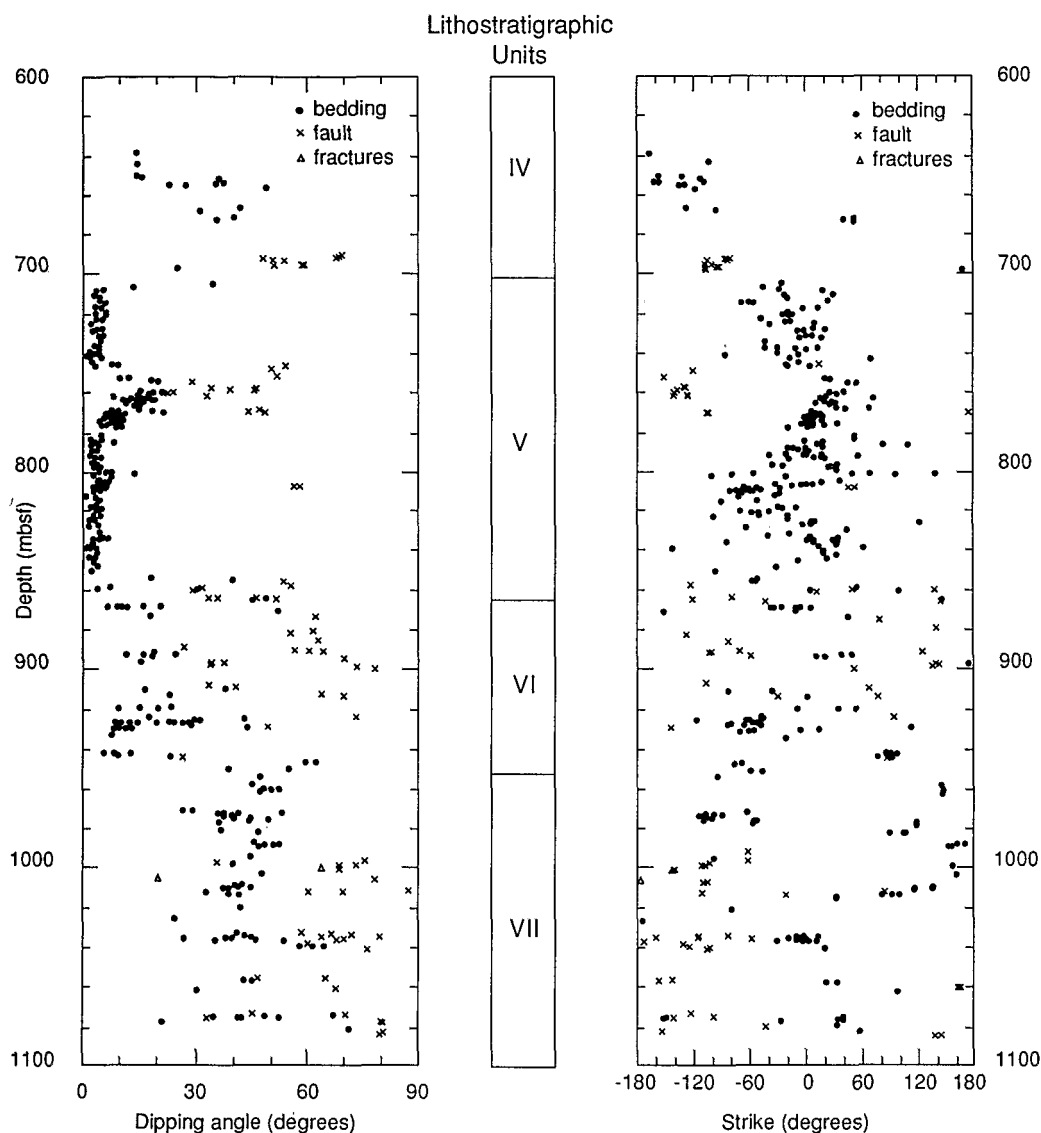 Lithostratigraphic
Units
600
700
800
900
1000
1100
Depth (mbsf)
0
30
60
90
Dipping angle (degrees)
bedding
fault
fractures
IV
V
VI
VII
bedding
fault
fractures
600
700
800
900
1000
1100
-180
-120
-60
0
60
120
180
Strike (degrees)